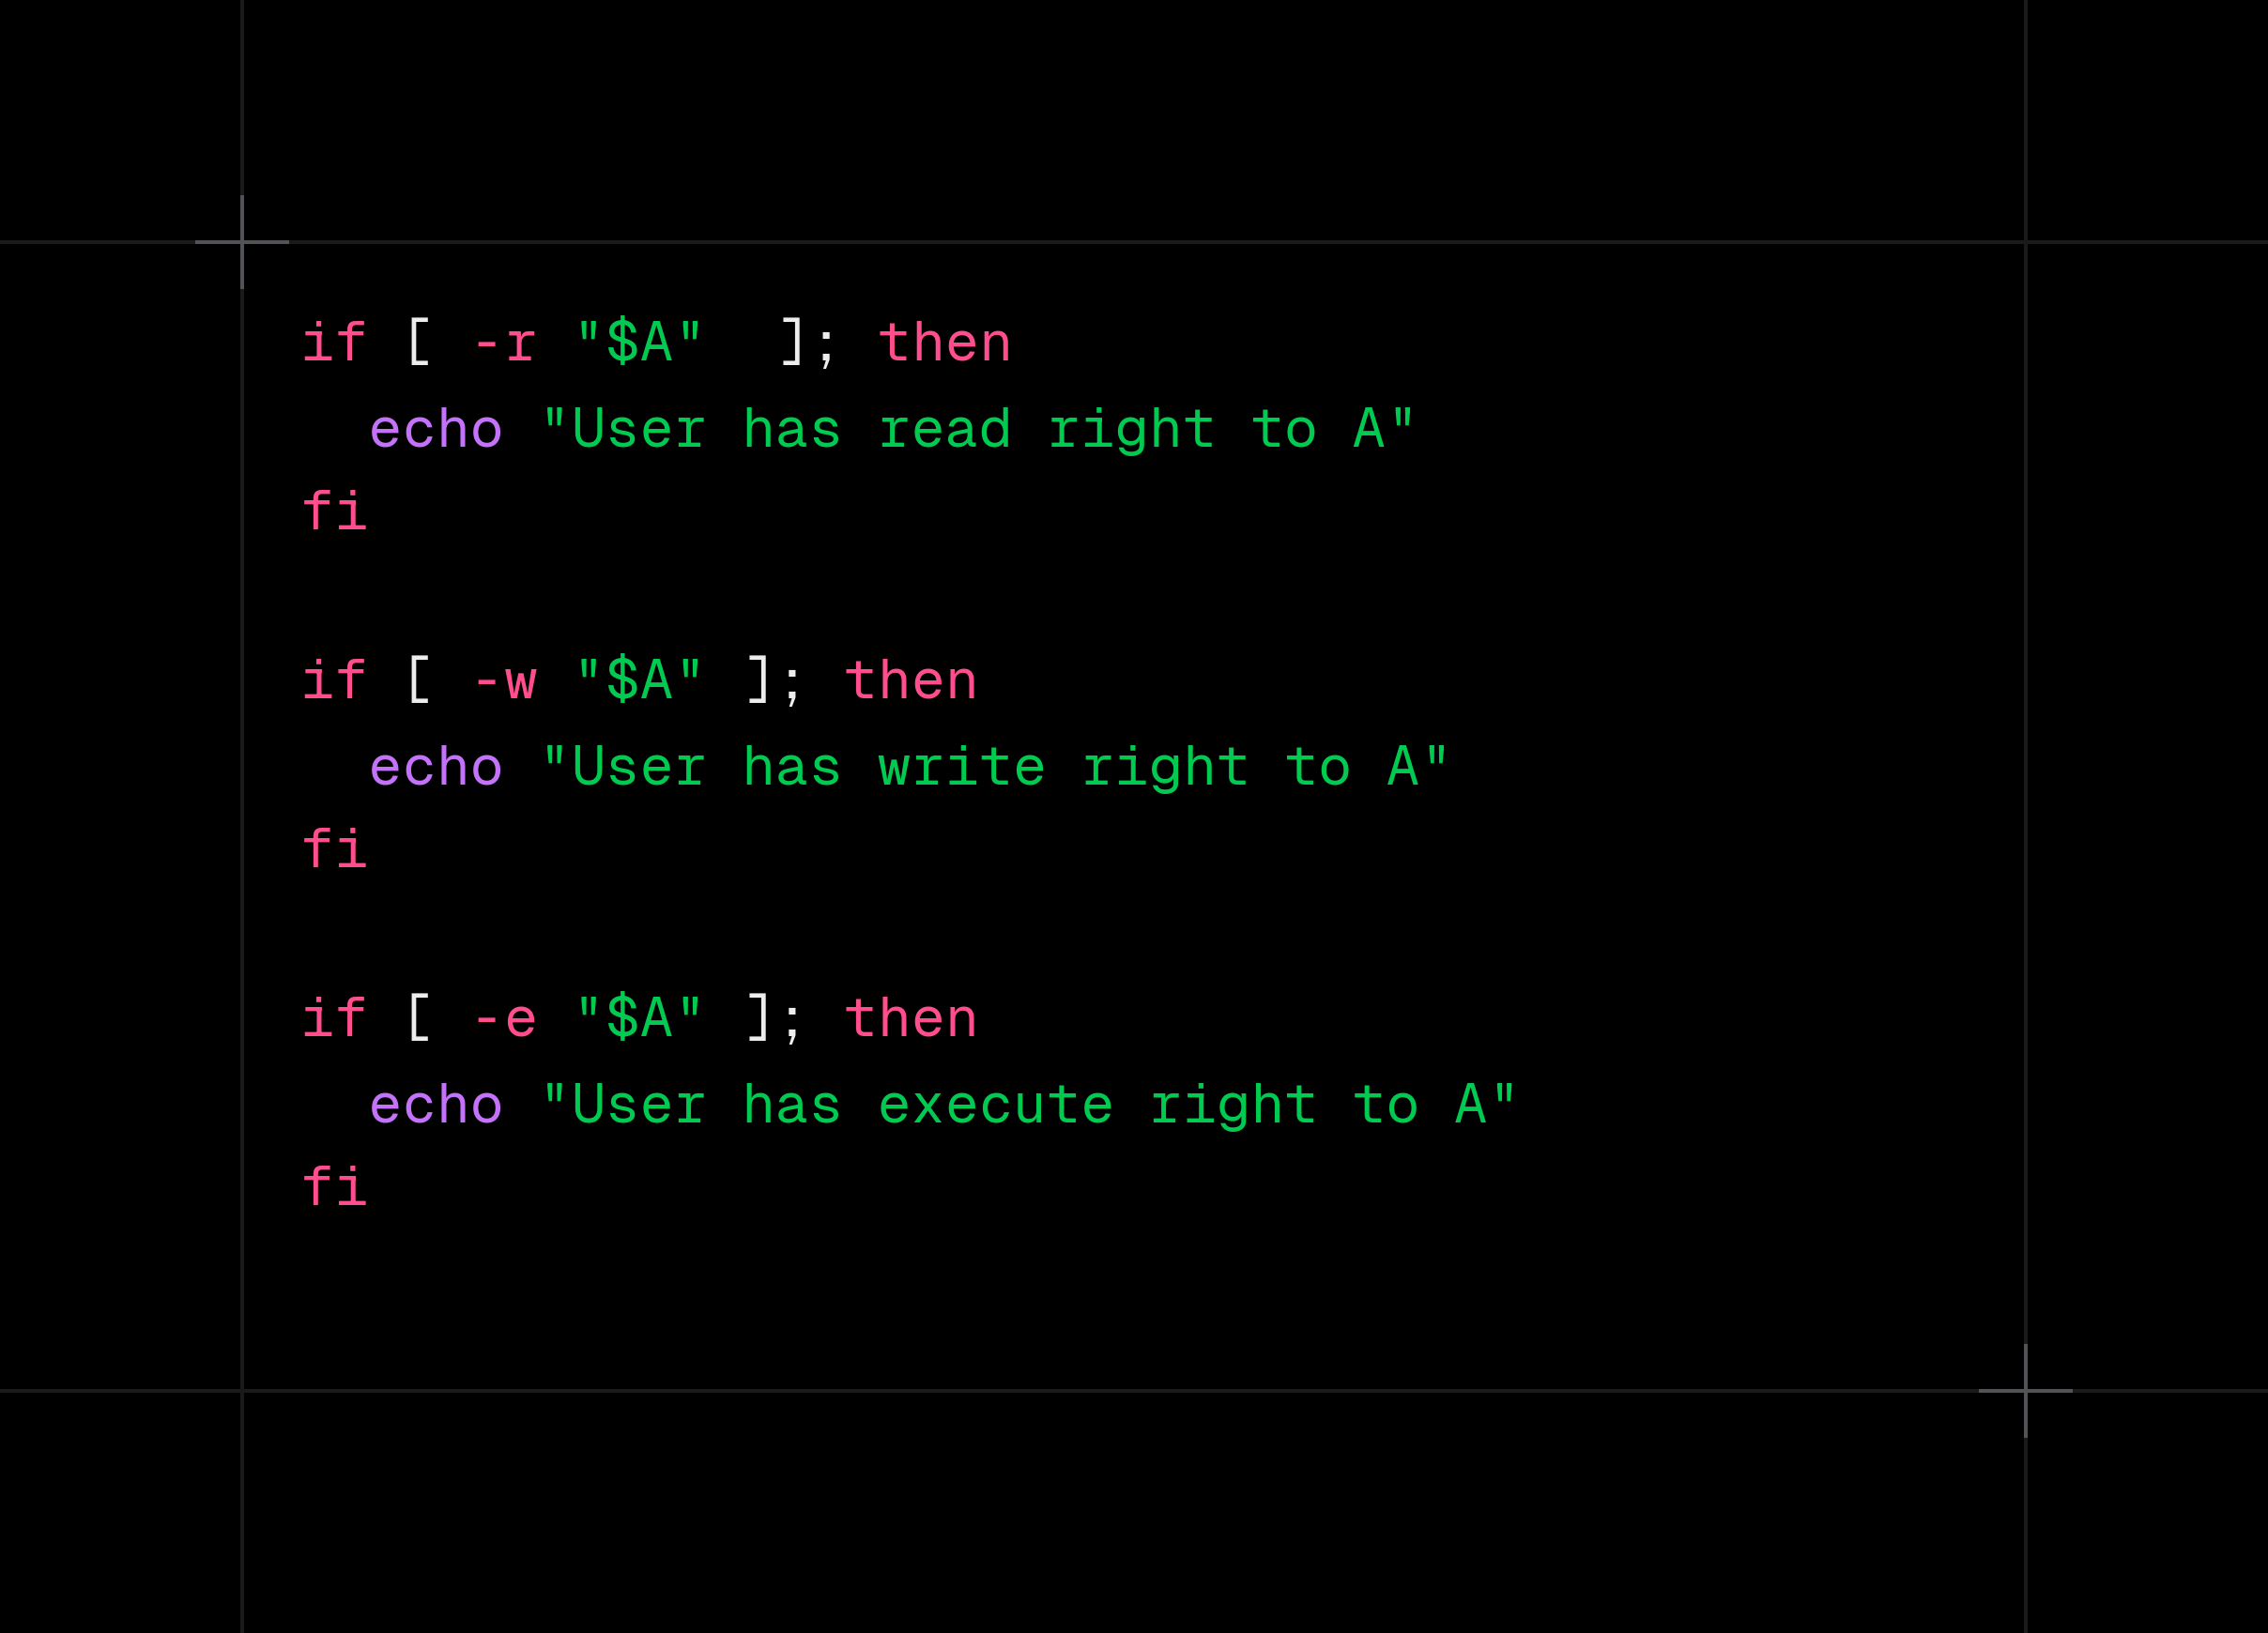 if [ -r "$A"  ]; then
  echo "User has read right to A"
fi

if [ -w "$A" ]; then
  echo "User has write right to A"
fi

if [ -e "$A" ]; then
  echo "User has execute right to A"
fi